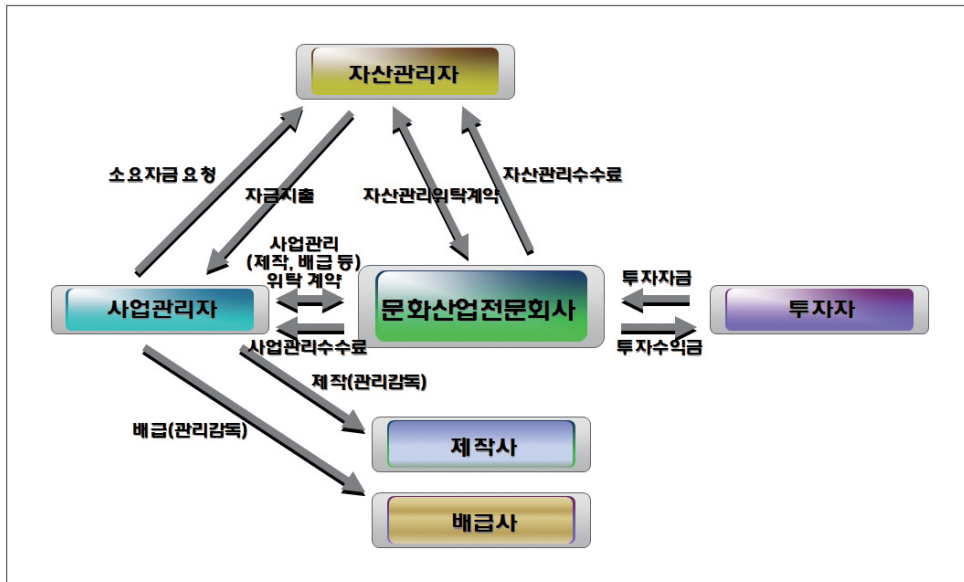 자산관리자
소요자금 요청
자금지출
자산관리위탁계약
자산관리수수료
사업관리
(제작, 배급 등)
위탁 계약
사업관리자
문화산업전문회사
투자자금
투자자
사업관리수수료
투자수익금
제작(관리감독)
배급(관리감독)
제작사
배급사